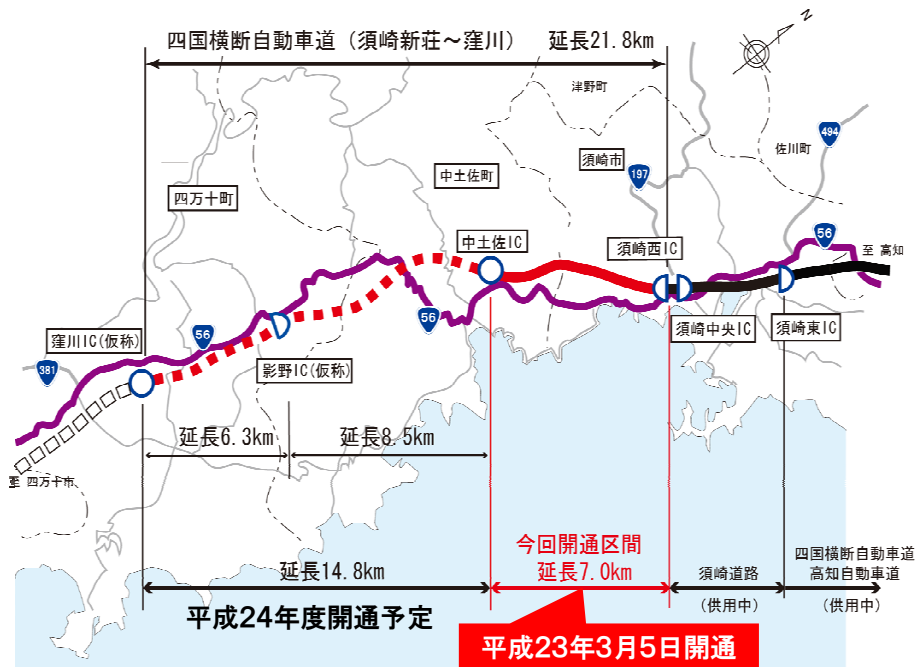 四国横断自動車道（須崎新荘～窪川）　延長21.8km
N
津野町
494
佐川町
須崎市
197
中土佐町
四万十町
56
至 高知
中土佐IC
須崎西IC
56
須崎中央IC
須崎東IC
窪川IC(仮称)
56
381
影野IC(仮称)
延長6.3km
延長8.5km
至 四万十市
今回開通区間
延長7.0km
延長14.8km
平成24年度開通予定
須崎道路
(供用中)
四国横断自動車道
高知自動車道
(供用中)
平成23年3月5日開通